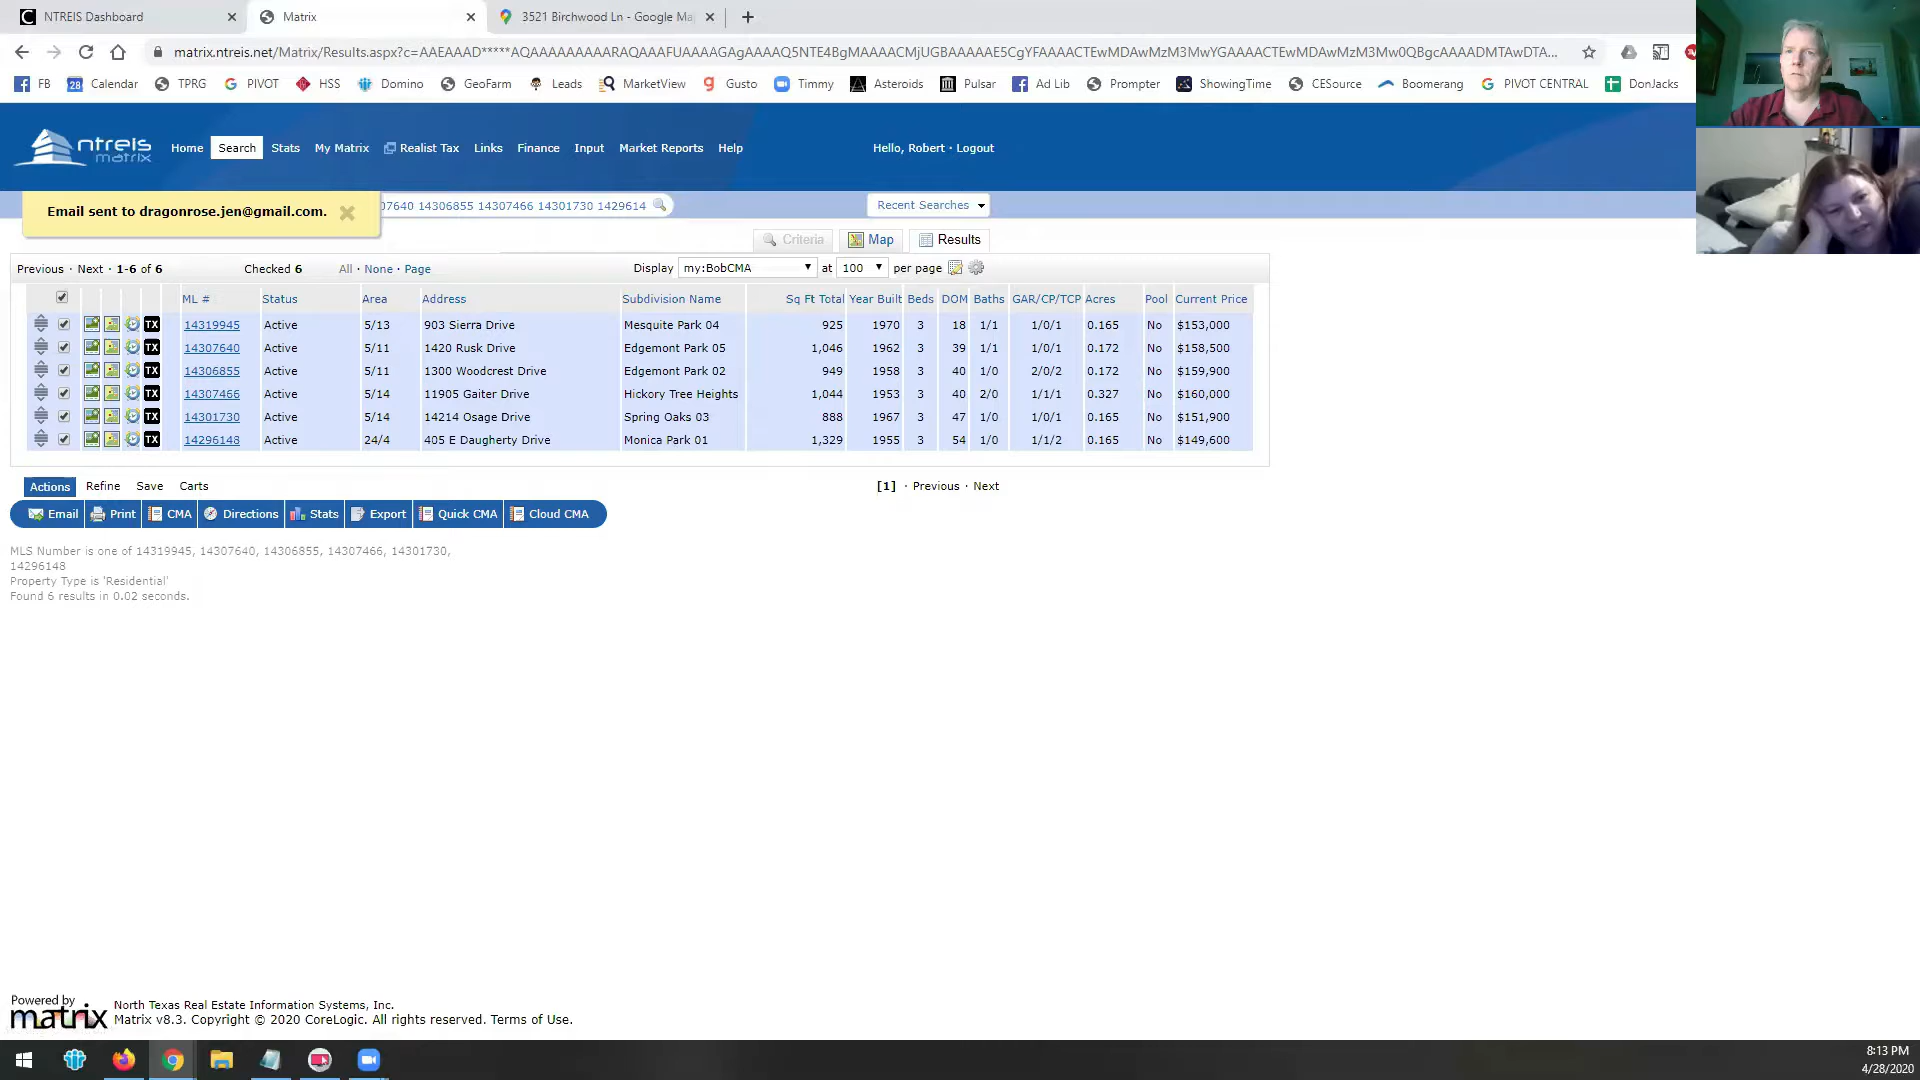 NTREIS Dashboard
Matrix
3521 Birchwood Ln - Google Ma
matrix.ntreis.net/Matrix/Results.aspx?c=AAEAAAD*****AQAAAAAAAAARAQAAAFUAAAAGAgAAAAQ5NTE4BgMAAAACMjUGBAAAAAE5CgYFAAAACTEwMDAwMzM3MwYGAAAACTEwMDAwMzM3Mw0QBgcAAAADMTAwDTA...
FB Calendar TPRG PIVOT HSS Domino GeoFarm Leads MarketView Gusto Timmy Asteroids Pulsar Ad Lib Prompter ShowingTime CESource Boomerang PIVOT CENTRAL DonJacks
ntreis
matrix
Home Search Stats My Matrix Realist Tax Links Finance Input Market Reports Help
Hello, Robert · Logout
Email sent to dragonrose.jen@gmail.com.
07640 14306855 14307466 14301730 1429614
Recent Searches
Criteria Map Results
Previous · Next · 1-6 of 6 Checked 6 All · None · Page Display my:BobCMA at 100 per page
ML # Status Area Address Subdivision Name Sq Ft Total Year Built Beds DOM Baths GAR/CP/TCP Acres Pool Current Price
TX 14319945 Active 5/13 903 Sierra Drive Mesquite Park 04 925 1970 3 18 1/1 1/0/1 0.165 No $153,000
TX 14307640 Active 5/11 1420 Rusk Drive Edgemont Park 05 1,046 1962 3 39 1/1 1/0/1 0.172 No $158,500
TX 14306855 Active 5/11 1300 Woodcrest Drive Edgemont Park 02 949 1958 3 40 1/0 2/0/2 0.172 No $159,900
TX 14307466 Active 5/14 11905 Gaiter Drive Hickory Tree Heights 1,044 1953 3 40 2/0 1/1/1 0.327 No $160,000
TX 14301730 Active 5/14 14214 Osage Drive Spring Oaks 03 888 1967 3 47 1/0 1/0/1 0.165 No $151,900
TX 14296148 Active 24/4 405 E Daugherty Drive Monica Park 01 1,329 1955 3 54 1/0 1/1/2 0.165 No $149,600
Actions Refine Save Carts
[1] · Previous · Next
Email Print CMA Directions Stats Export Quick CMA Cloud CMA
MLS Number is one of 14319945, 14307640, 14306855, 14307466, 14301730,
14296148
Property Type is 'Residential'
Found 6 results in 0.02 seconds.
Powered by
matrix
North Texas Real Estate Information Systems, Inc.
Matrix v8.3. Copyright © 2020 CoreLogic. All rights reserved. Terms of Use.
8:13 PM
4/28/2020